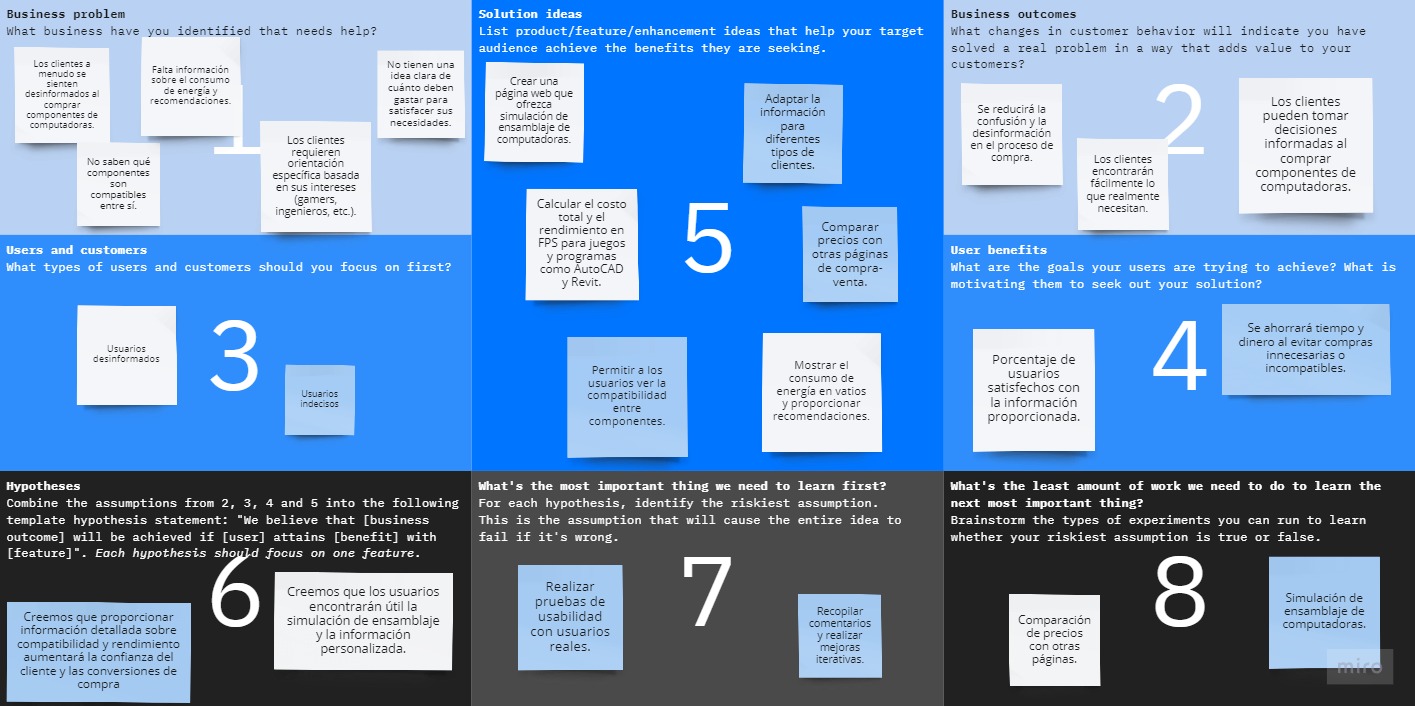 Business problem
What business have you identified that needs help?
Los clientes a
menudo se
sienten
desinformados al
comprar
componentes de
computadoras.
Falta información
sobre el consumo
de energía y
recomendaciones.
No tienen una
idea clara de
cuánto deben
gastar para
satisfacer sus
necesidades.
1
No saben qué
componentes
son
compatibles
entre sí.
Los clientes
requieren
orientación
específica basada
en sus intereses
(gamers,
ingenieros, etc.).
Solution ideas
List product/feature/enhancement ideas that help your target
audience achieve the benefits they are seeking.
Crear una
página web que
ofrezca
simulación de
ensamblaje de
computadoras.
Adaptar la
información
para
diferentes
tipos de
clientes.
Calcular el costo
total y el
rendimiento en
FPS para juegos
y programas
como AutoCAD
y Revit.
5
Comparar
precios con
otras páginas
de compra-
venta.
Permitir a los
usuarios ver la
compatibilidad
entre
componentes.
Mostrar el
consumo de
energía en vatios
y proporcionar
recomendaciones.
Business outcomes
What changes in customer behavior will indicate you have
solved a real problem in a way that adds value to your
customers?
Se reducirá la
confusión y la
desinformación
en el proceso de
compra.
2
Los clientes
encontrarán
fácilmente lo
que realmente
necesitan.
Los clientes
pueden tomar
decisiones
informadas al
comprar
componentes de
computadoras.
Users and customers
What types of users and customers should you focus on first?
Usuarios
desinformados
3
Usuarios
indecisos
User benefits
What are the goals your users are trying to achieve? What is
motivating them to seek out your solution?
Porcentaje de
usuarios
satisfechos con
la información
proporcionada.
4
Se ahorrará tiempo y
dinero al evitar compras
innecesarias o
incompatibles.
Hypotheses
Combine the assumptions from 2, 3, 4 and 5 into the following
template hypothesis statement: "We believe that [business
outcome] will be achieved if [user] attains [benefit] with
[feature]". Each hypothesis should focus on one feature.
Creemos que proporcionar
información detallada sobre
compatibilidad y rendimiento
aumentará la confianza del
cliente y las conversiones de
compra
6
Creemos que los usuarios
encontrarán útil la
simulación de ensamblaje
y la información
personalizada.
What's the most important thing we need to learn first?
For each hypothesis, identify the riskiest assumption.
This is the assumption that will cause the entire idea to
fail if it's wrong.
Realizar
pruebas de
usabilidad
con usuarios
reales.
7
Recopilar
comentarios
y realizar
mejoras
iterativas.
What's the least amount of work we need to do to learn the
next most important thing?
Brainstorm the types of experiments you can run to learn
whether your riskiest assumption is true or false.
Comparación
de precios
con otras
páginas.
8
Simulación de
ensamblaje de
computadoras.
miro